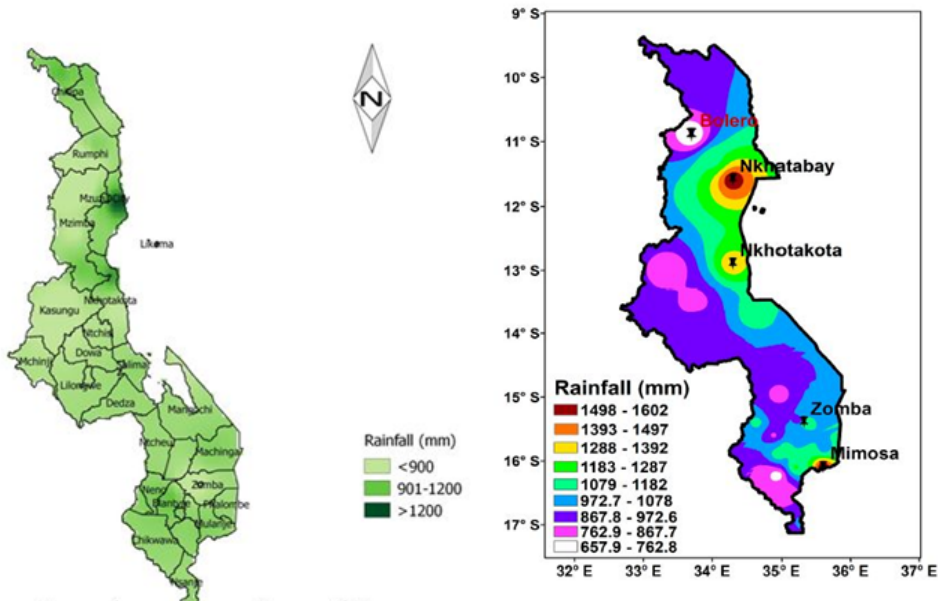 Chitipa
Rumphi
Mzuzu City
Mzimba
Likoma
Nkhotakota
Kasungu
Ntchisi
Dowa
Mchinji
Salima
Lilongwe
Dedza
Mangochi
Ntcheu
Machinga
Zomba
Neno
Blantyre
Phalombe
Mulanje
Chikwawa
Nsanje
N
Rainfall (mm)
<900
901-1200
>1200
9° S
10° S
11° S
12° S
13° S
14° S
15° S
16° S
17° S
Bolero
Nkhatabay
Nkhotakota
Zomba
Mimosa
Rainfall (mm)
1498 - 1602
1393 - 1497
1288 - 1392
1183 - 1287
1079 - 1182
972.7 - 1078
867.8 - 972.6
762.9 - 867.7
657.9 - 762.8
32° E
33° E
34° E
35° E
36° E
37° E